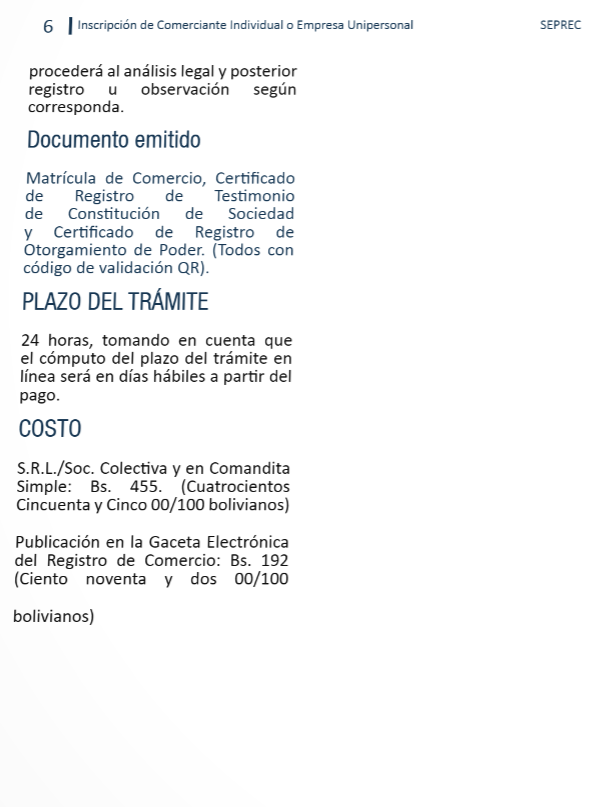 6 Inscripción de Comerciante Individual o Empresa Unipersonal SEPREC
procederá al análisis legal y posterior
registro u observación según
corresponda.
Documento emitido
Matrícula de Comercio, Certificado
de Registro de Testimonio
de Constitución de Sociedad
y Certificado de Registro de
Otorgamiento de Poder. (Todos con
código de validación QR).
PLAZO DEL TRÁMITE
24 horas, tomando en cuenta que
el cómputo del plazo del trámite en
línea será en días hábiles a partir del
pago.
COSTO
S.R.L./Soc. Colectiva y en Comandita
Simple: Bs. 455. (Cuatrocientos
Cincuenta y Cinco 00/100 bolivianos)
Publicación en la Gaceta Electrónica
del Registro de Comercio: Bs. 192
(Ciento noventa y dos 00/100
bolivianos)